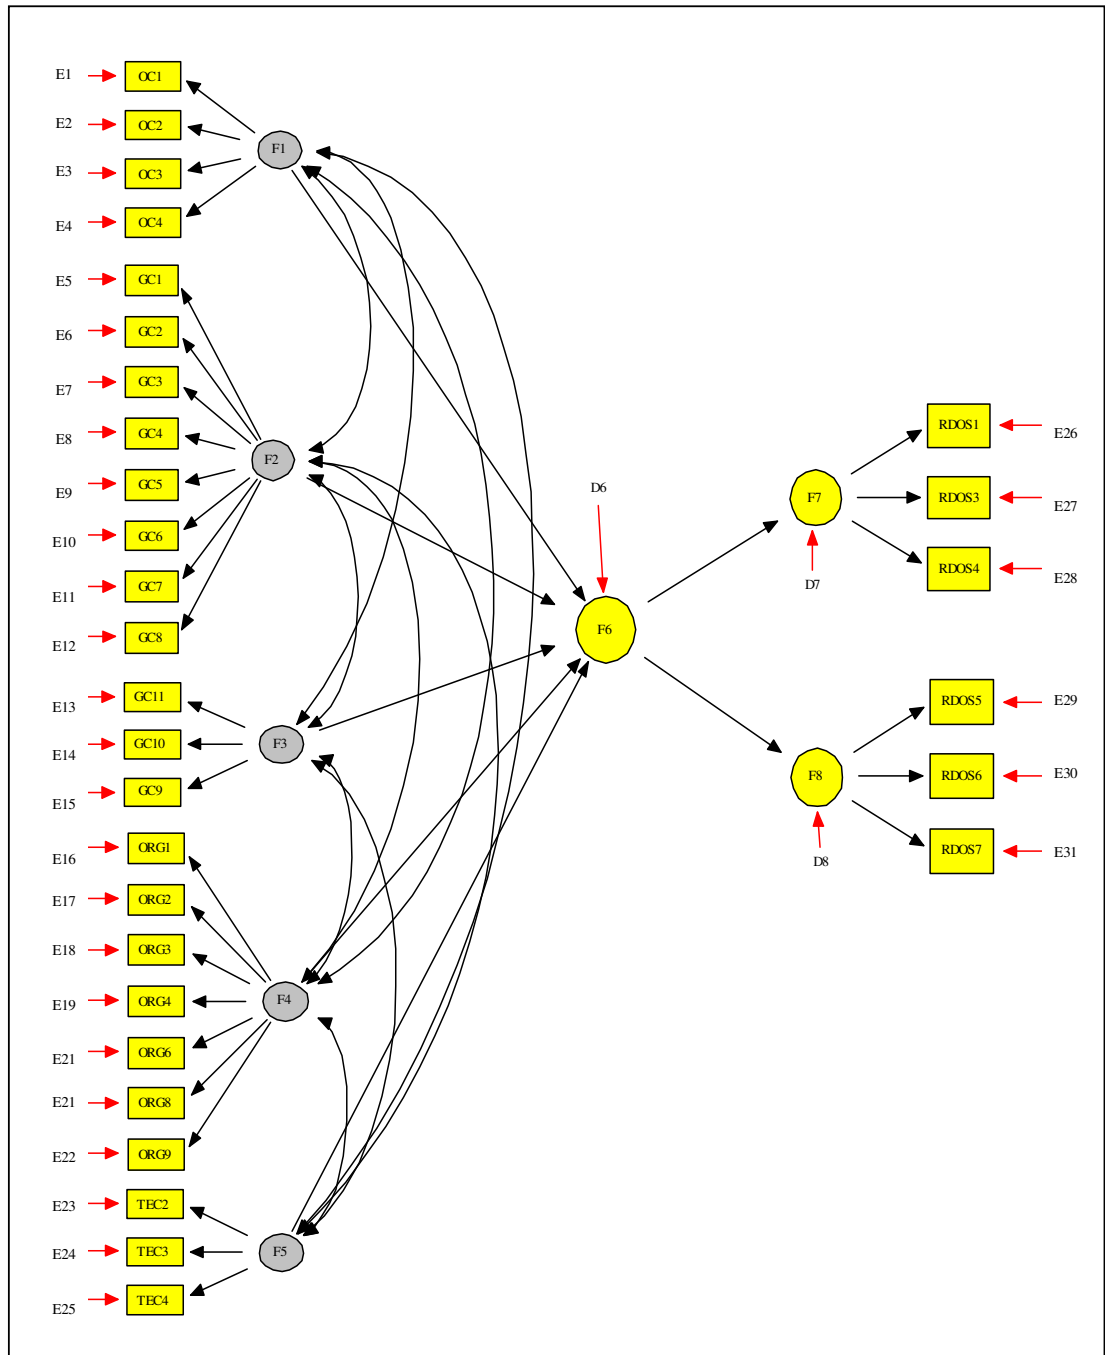 E1 OC1
E2 OC2
F1
E3 OC3
E4 OC4
E5 GC1
E6 GC2
E7 GC3
E8 GC4
F2
E9 GC5
E10 GC6
E11 GC7
E12 GC8
E13 GC11
E14 GC10
F3
E15 GC9
E16 ORG1
E17 ORG2
E18 ORG3
E19 ORG4
F4
E21 ORG6
E21 ORG8
E22 ORG9
E23 TEC2
E24 TEC3
F5
E25 TEC4
D6
F6
F7
D7
RDOS1 E26
RDOS3 E27
RDOS4 E28
F8
D8
RDOS5 E29
RDOS6 E30
RDOS7 E31